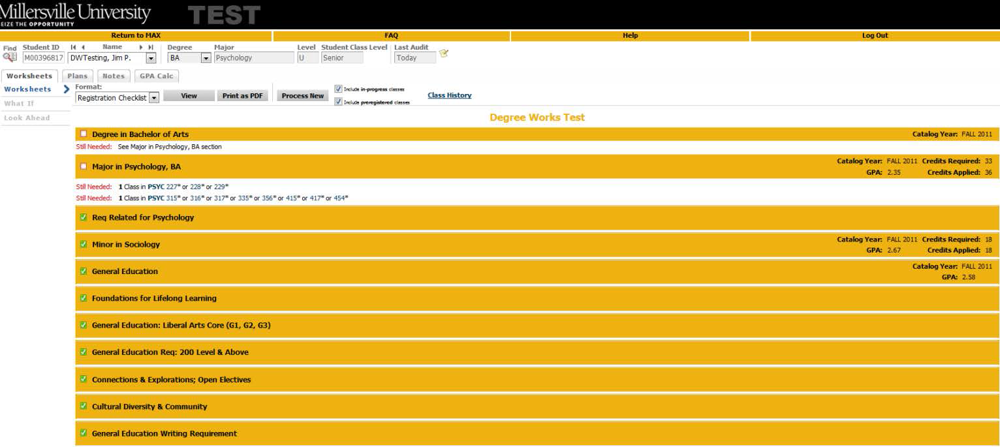 Millersville University TEST
SEIZE THE OPPORTUNITY
Return to MAX FAQ Help Log Out
Find Student ID Name Degree Major Level Student Class Level Last Audit
M00396817 DWTesting, Jim P. BA Psychology U Senior Today
Worksheets Plans Notes GPA Calc
Worksheets
What If
Look Ahead
Format:
Registration Checklist View Print as PDF Process New
Include in-progress classes
Include preregistered classes
Class History
Degree Works Test
Degree in Bachelor of Arts Catalog Year: FALL 2011
Still Needed: See Major in Psychology, BA section
Major in Psychology, BA Catalog Year: FALL 2011 Credits Required: 33
GPA: 2.35 Credits Applied: 36
Still Needed: 1 Class in PSYC 227* or 228* or 229*
Still Needed: 1 Class in PSYC 315* or 316* or 317* or 335* or 356* or 415* or 417* or 454*
Req Related for Psychology
Minor in Sociology Catalog Year: FALL 2011 Credits Required: 18
GPA: 2.67 Credits Applied: 18
General Education Catalog Year: FALL 2011
GPA: 2.58
Foundations for Lifelong Learning
General Education: Liberal Arts Core (G1, G2, G3)
General Education Req: 200 Level & Above
Connections & Explorations; Open Electives
Cultural Diversity & Community
General Education Writing Requirement